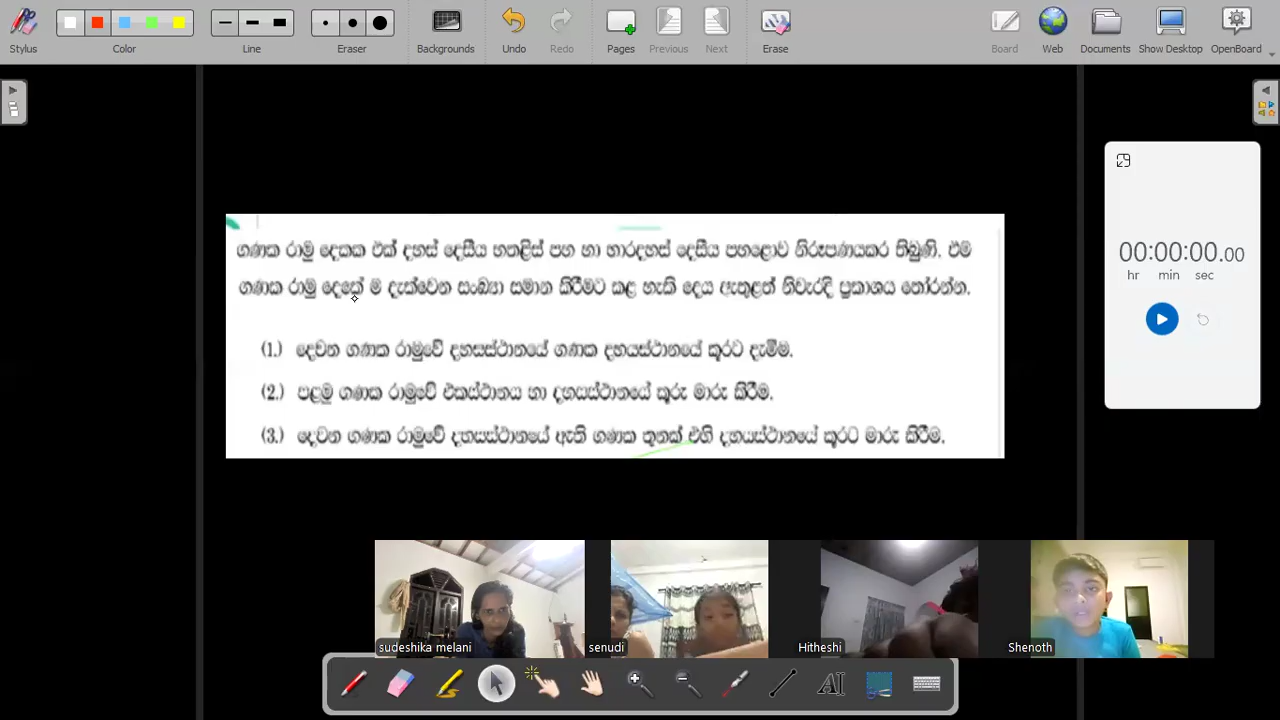 Stylus Color Line Eraser Backgrounds Undo Redo Pages Previous Next Erase Board Web Documents Show Desktop OpenBoard
ගණක රාමු දෙකක එක් දහස් දෙසීය හතළිස් පහ හා හාරදහස් දෙසීය පහළොව නිරූපණයකර තිබුණි. එම
ගණක රාමු දෙකේ ම දැක්වෙන සංඛ්‍යා සමාන කිරීමට කළ හැකි දෙය ඇතුළත් නිවැරදි ප්‍රකාශය තෝරන්න.
(1.) දෙවන ගණක රාමුවේ දහසස්ථානයේ ගණක දහයස්ථානයේ කූරට දැමීම.
(2.) පළමු ගණක රාමුවේ එකස්ථානය හා දහසස්ථානයේ කූරු මාරු කිරීම.
(3.) දෙවන ගණක රාමුවේ දහසස්ථානයේ ඇති ගණක තුනක් එහි දහයස්ථානයේ කූරට මාරු කිරීම.
00:00:00.00
hr min sec
sudeshika melani senudi Hitheshi Shenoth